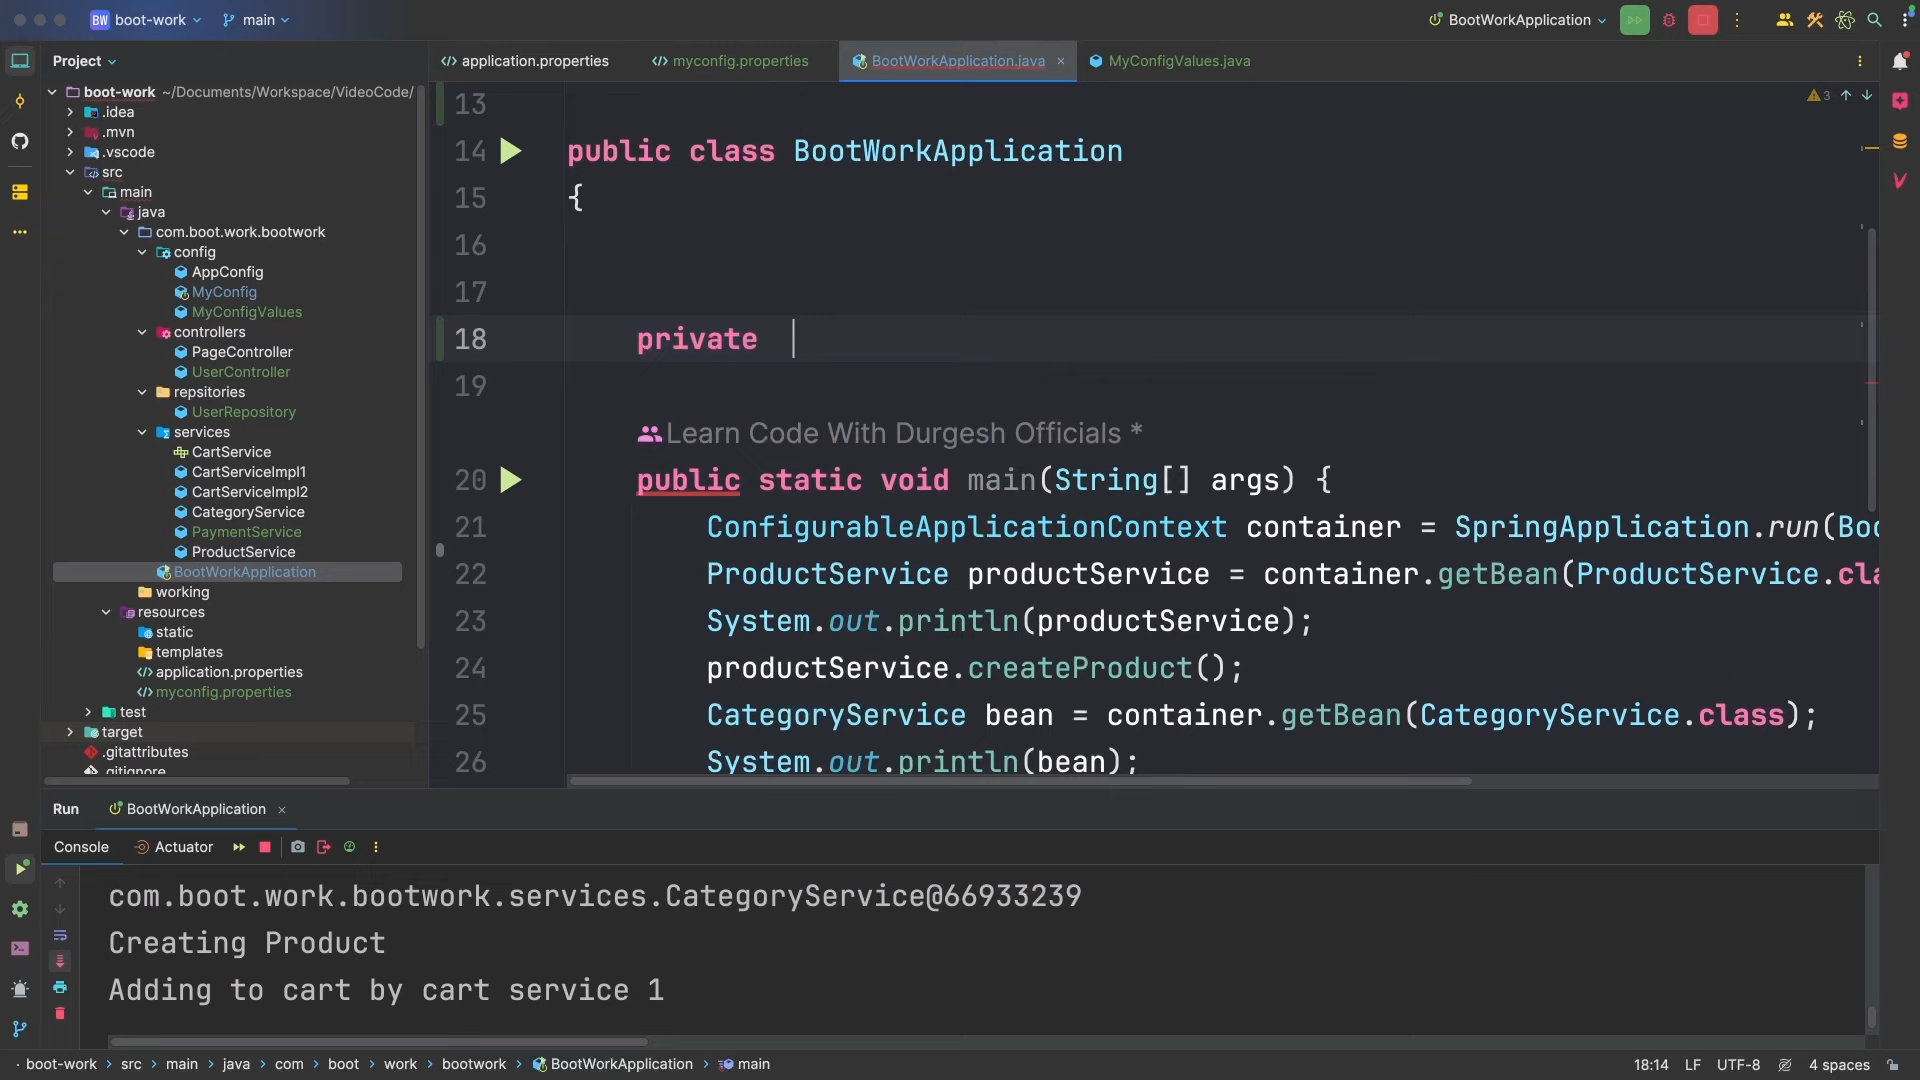 BW boot-work main BootWorkApplication
Project
application.properties myconfig.properties BootWorkApplication.java MyConfigValues.java
boot-work ~/Documents/Workspace/VideoCode/
.idea
.mvn
.vscode
src
main
java
com.boot.work.bootwork
config
AppConfig
MyConfig
MyConfigValues
controllers
PageController
UserController
repsitories
UserRepository
services
CartService
CartServiceImpl1
CartServiceImpl2
CategoryService
PaymentService
ProductService
BootWorkApplication
working
resources
static
templates
application.properties
myconfig.properties
test
target
.gitattributes
.gitignore
3
13
14 public class BootWorkApplication
15 {
16
17
18 private
19
Learn Code With Durgesh Officials *
20 public static void main(String[] args) {
21 ConfigurableApplicationContext container = SpringApplication.run(Boo
22 ProductService productService = container.getBean(ProductService.cla
23 System.out.println(productService);
24 productService.createProduct();
25 CategoryService bean = container.getBean(CategoryService.class);
26 System.out.println(bean);
Run BootWorkApplication
Console Actuator
com.boot.work.bootwork.services.CategoryService@66933239
Creating Product
Adding to cart by cart service 1
boot-work > src > main > java > com > boot > work > bootwork > BootWorkApplication > main 18:14 LF UTF-8 4 spaces